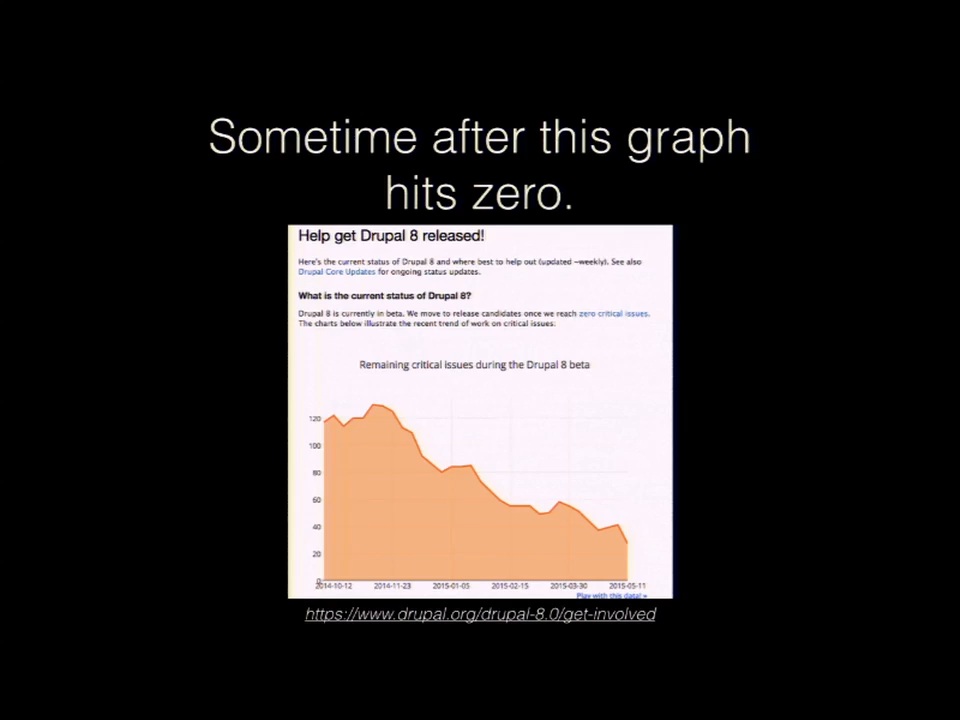 Sometime after this graph
hits zero.
Help get Drupal 8 released!
Here's the current status of Drupal 8 and where best to help out (updated ~weekly). See also
Drupal Core Updates for ongoing status updates.
What is the current status of Drupal 8?
Drupal 8 is currently in beta. We move to release candidates once we reach zero critical issues.
The charts below illustrate the recent trend of work on critical issues:
Remaining critical issues during the Drupal 8 beta
120
100
80
60
40
20
0
2014-10-12 2014-11-23 2015-01-05 2015-02-15 2015-03-30 2015-05-11
Play with this data! »
https://www.drupal.org/drupal-8.0/get-involved